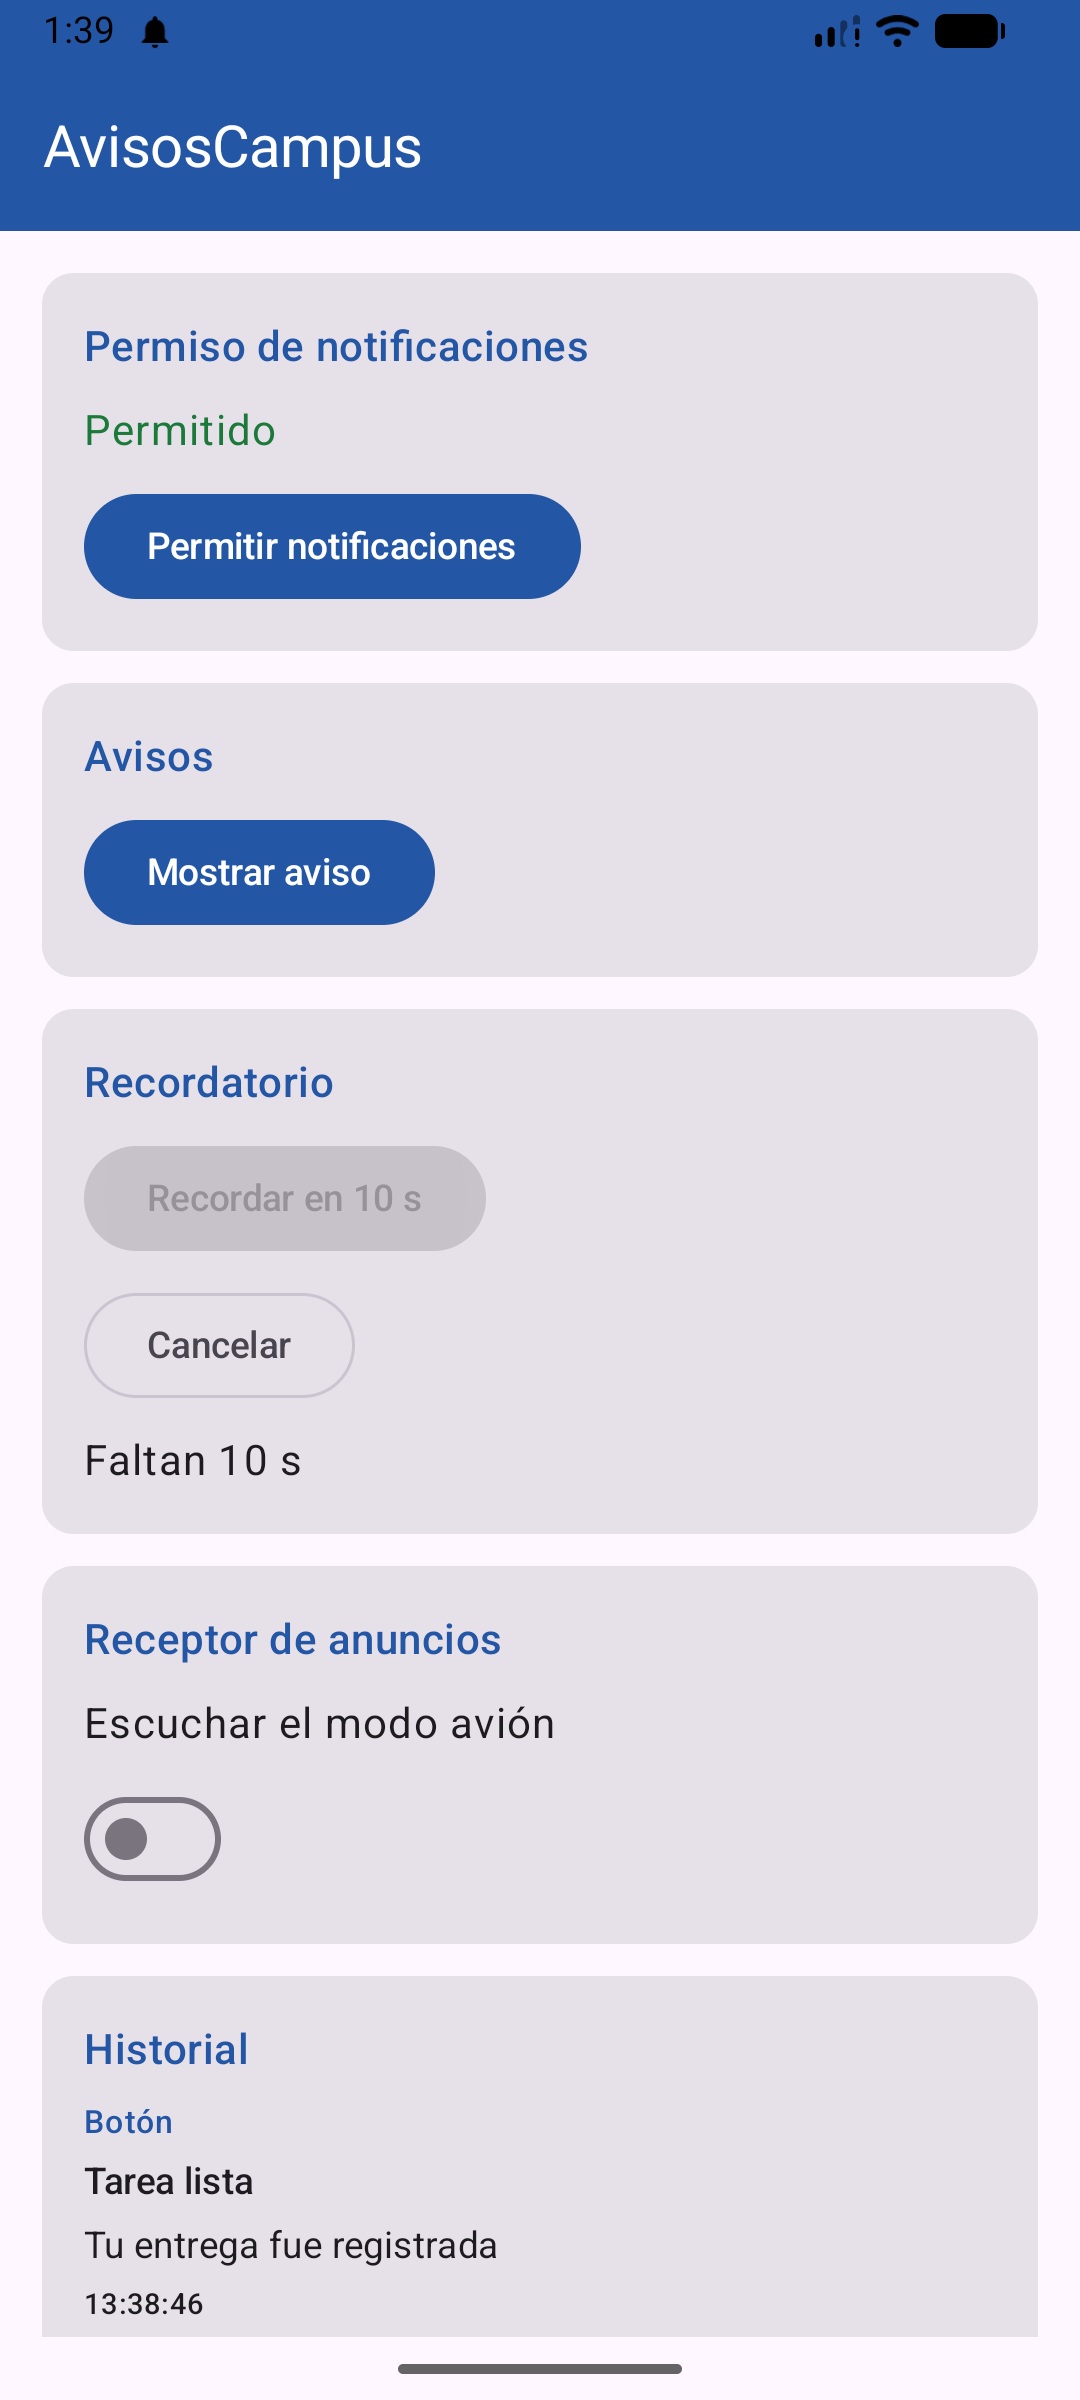 1:39
AvisosCampus
Permiso de notificaciones
Permitido
Permitir notificaciones
Avisos
Mostrar aviso
Recordatorio
Recordar en 10 s
Cancelar
Faltan 10 s
Receptor de anuncios
Escuchar el modo avión
Historial
Botón
Tarea lista
Tu entrega fue registrada
13:38:46